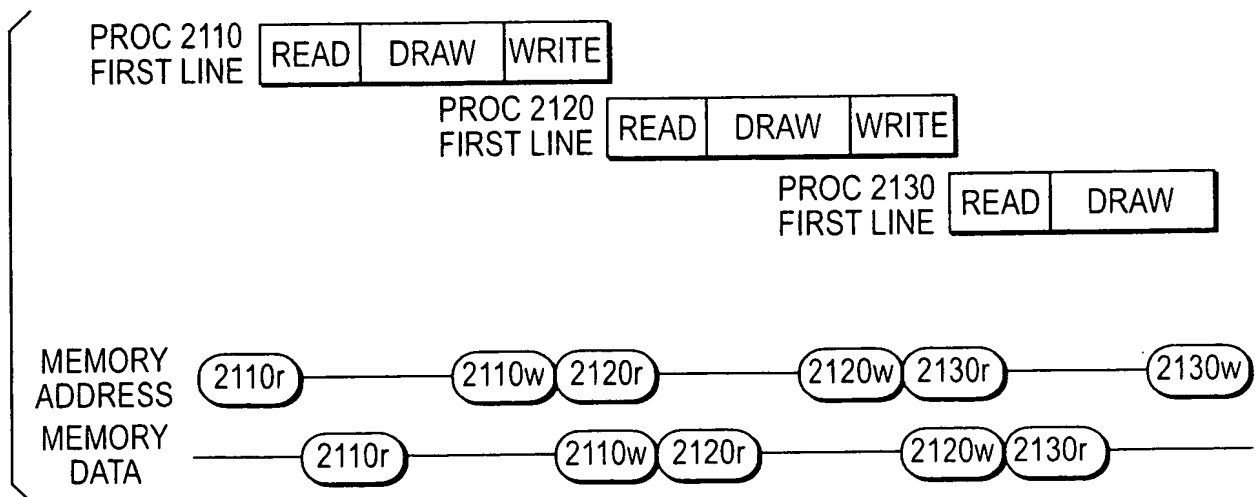 PROC 2110
FIRST LINE
READ DRAW WRITE
PROC 2120
FIRST LINE
READ DRAW WRITE
PROC 2130
FIRST LINE
READ DRAW
MEMORY
ADDRESS
2110r 2110w 2120r 2120w 2130r 2130w
MEMORY
DATA
2110r 2110w 2120r 2120w 2130r